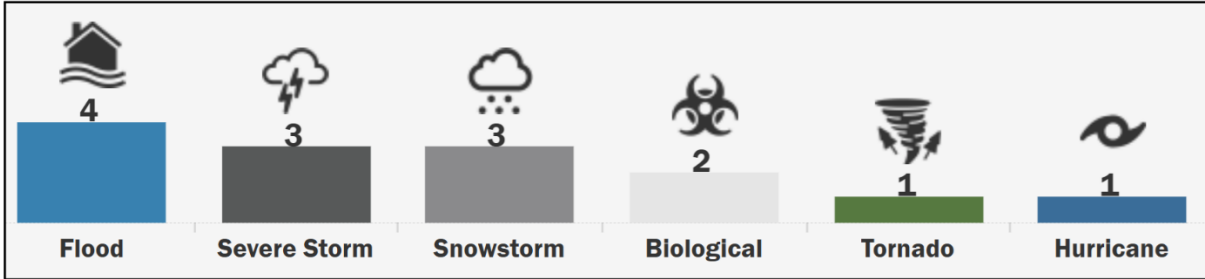 4
3
3
2
1
1
Flood
Severe Storm
Snowstorm
Biological
Tornado
Hurricane